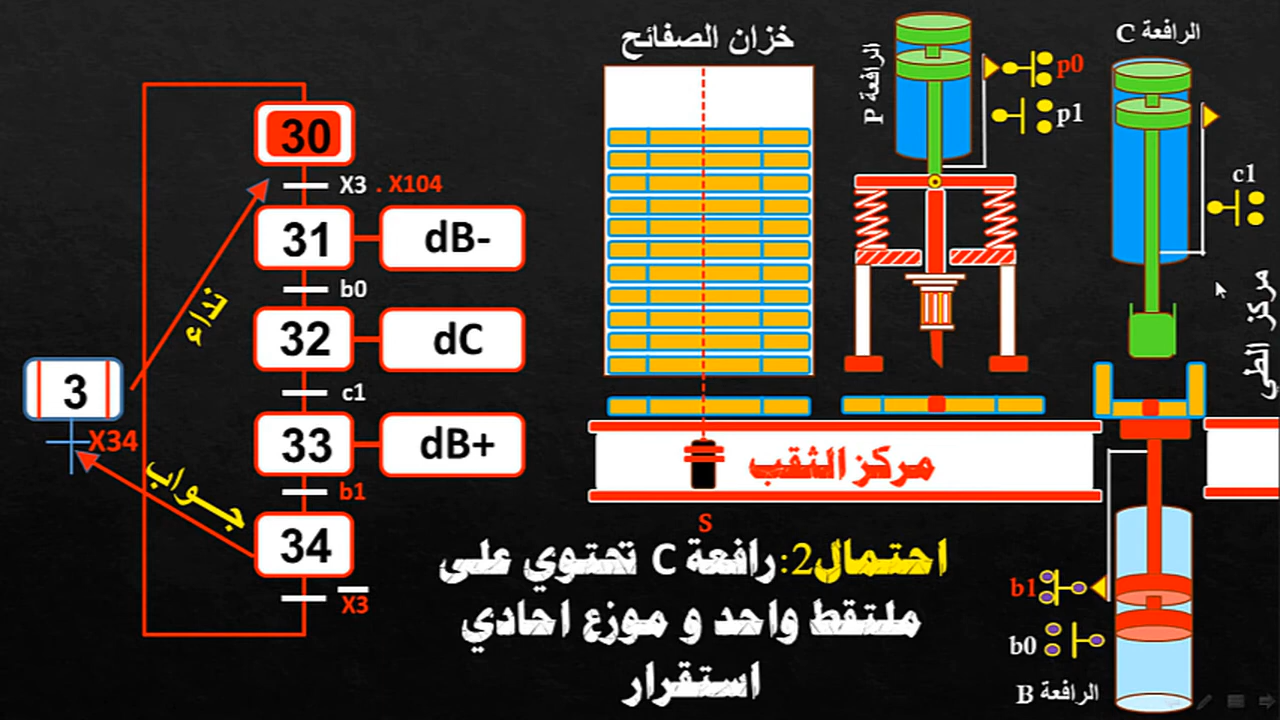 خزان الصفائح
الرافعة P
p0
p1
الرافعة C
c1
مركز الطي
30
X3 . X104
31
dB-
b0
32
dC
c1
33
dB+
b1
34
X̅3̅
3
X34
نداء
جواب
مركز الثقب
s
b1
b0
الرافعة B
احتمال2:رافعة C تحتوي على
ملتقط واحد و موزع احادي
استقرار